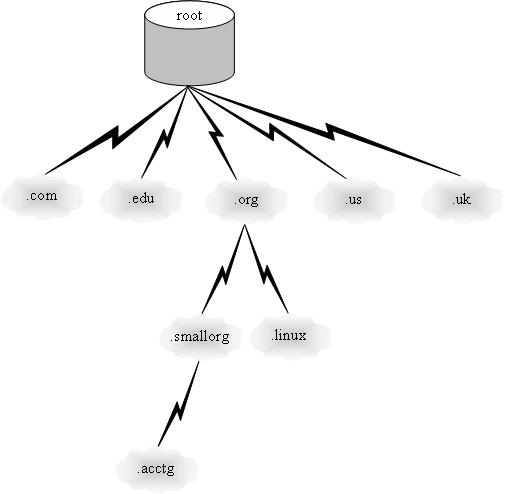 root
.com
.edu
.org
.us
.uk
.smallorg
.linux
.acctg